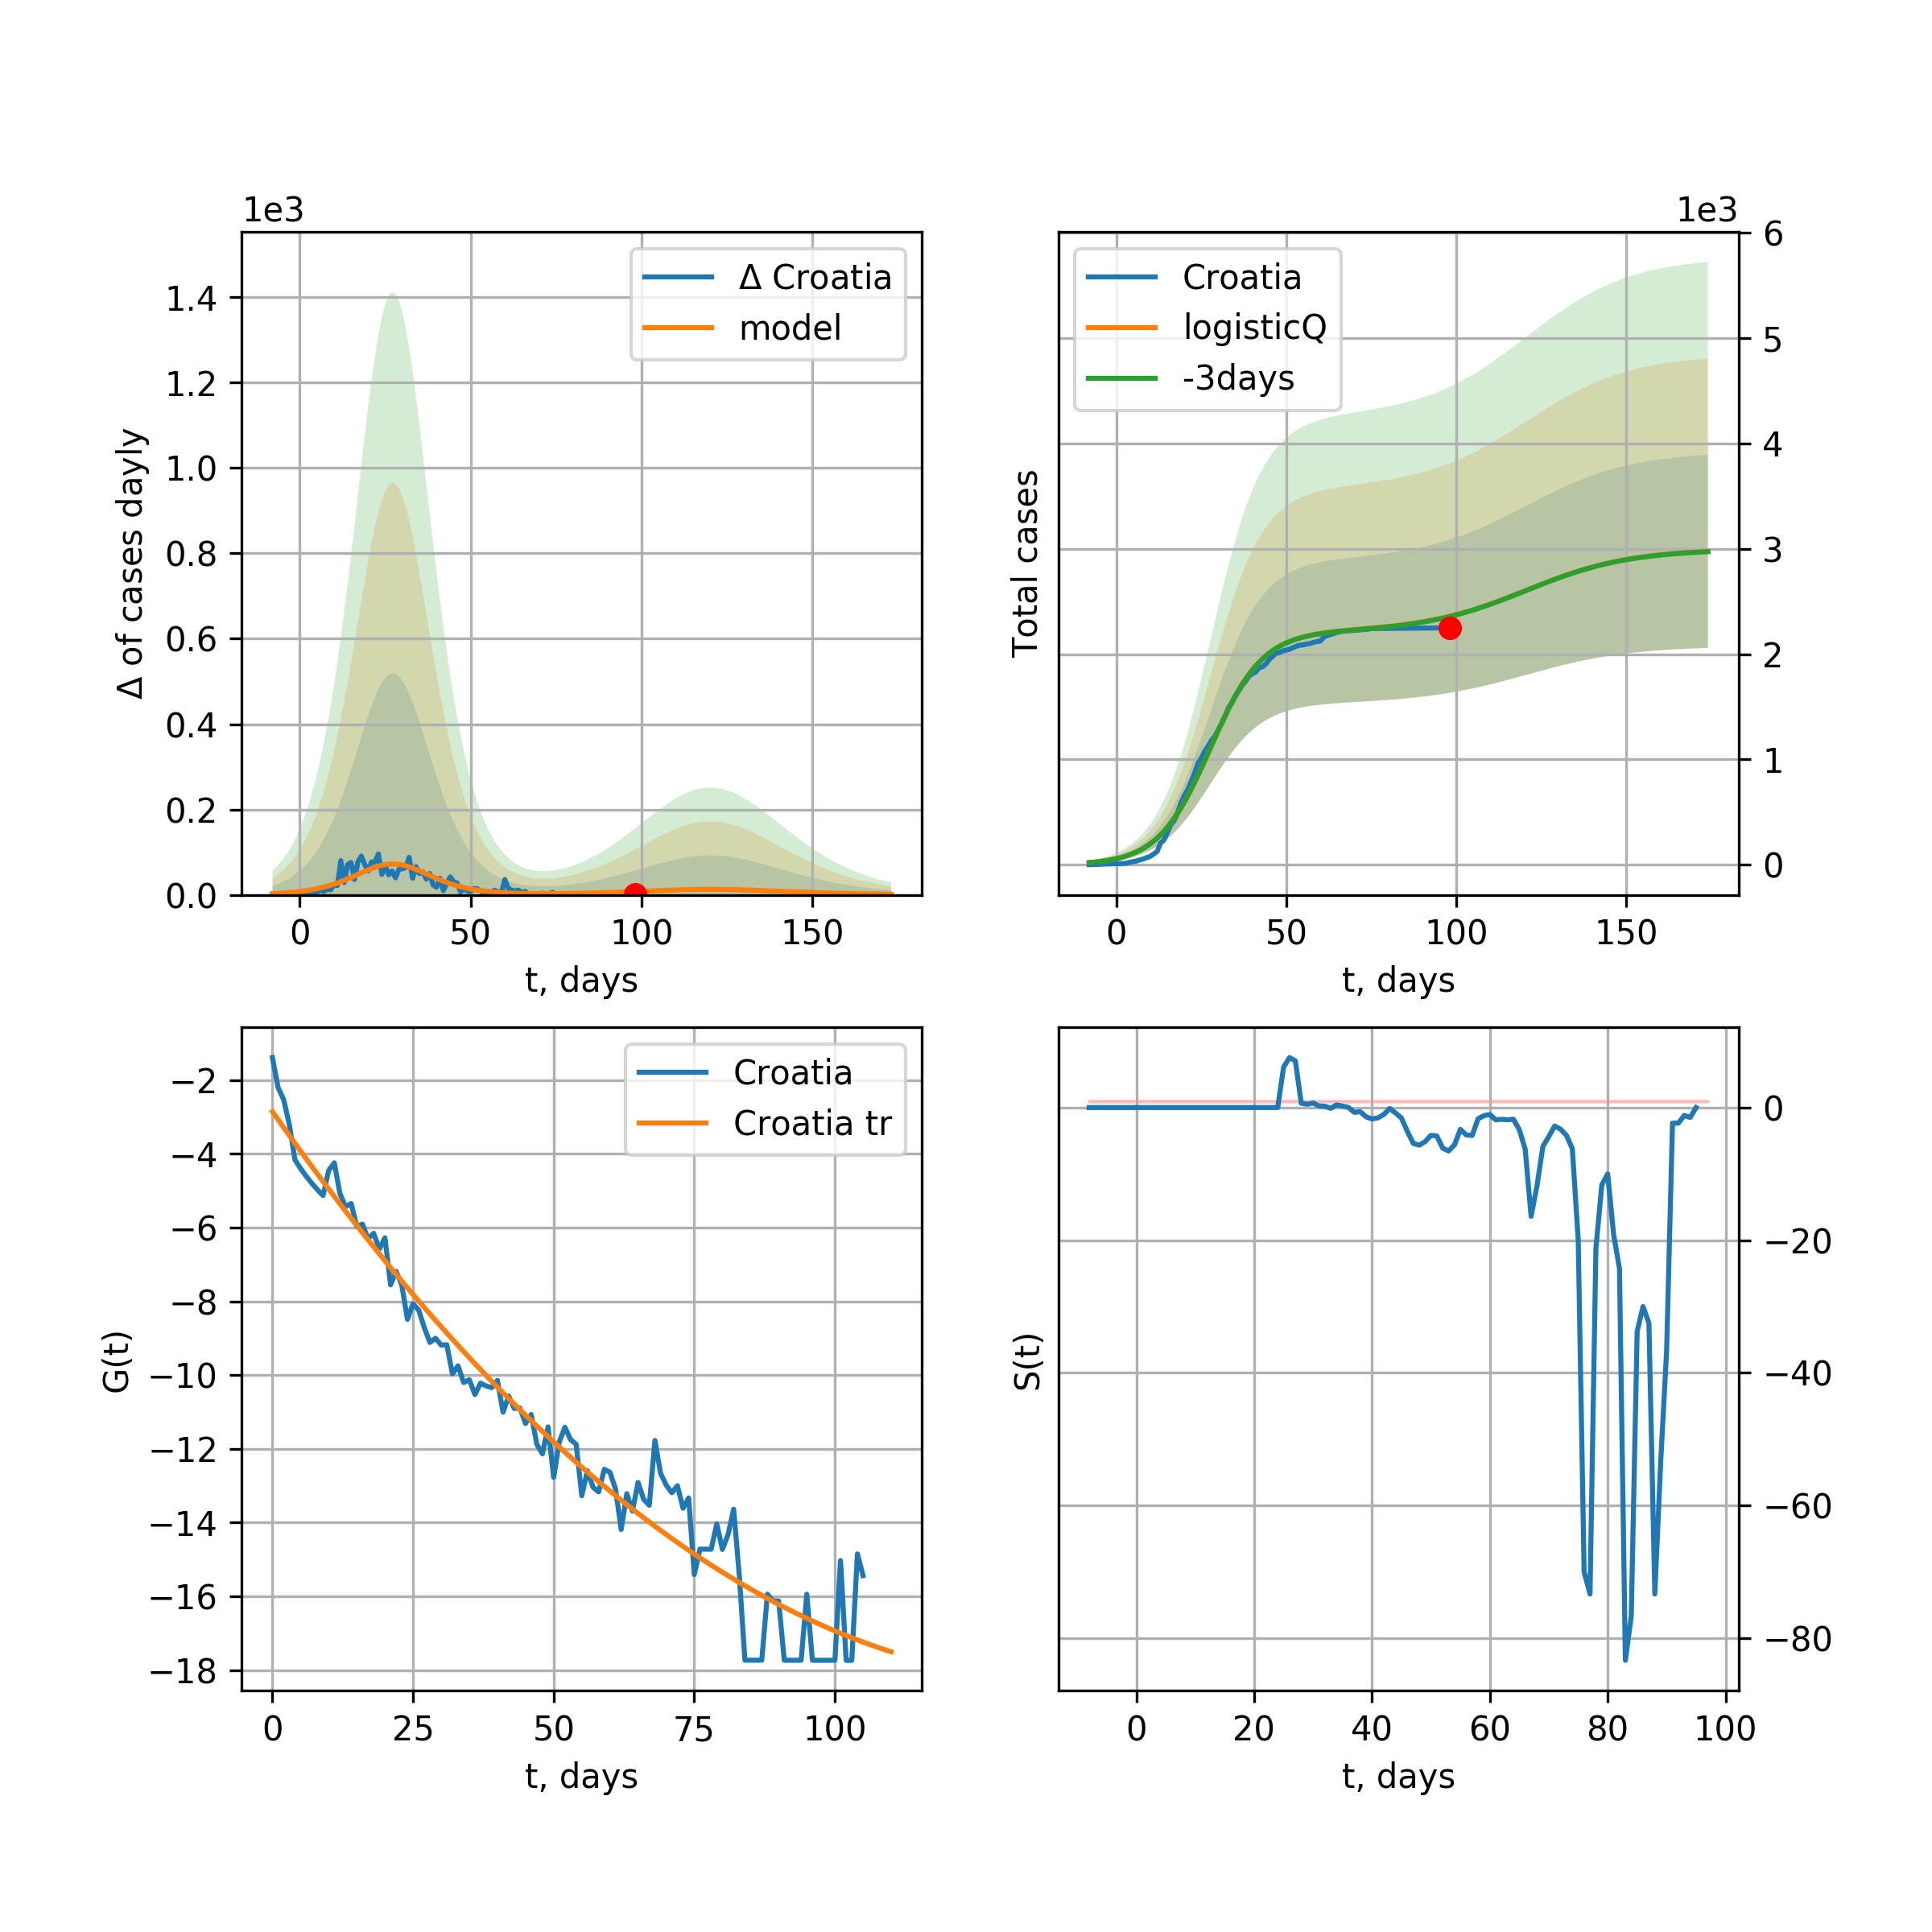 1e3
Δ of cases dayly
1.4
1.2
1.0
0.8
0.6
0.4
0.2
0.0
Δ Croatia
model
0
50
100
150
t, days
1e3
Total cases
Croatia
logisticQ
-3days
6
5
4
3
2
1
0
0
50
100
150
t, days
G(t)
−2
−4
−6
−8
−10
−12
−14
−16
−18
Croatia
Croatia tr
0
25
50
75
100
t, days
S(t)
0
−20
−40
−60
−80
0
20
40
60
80
100
t, days